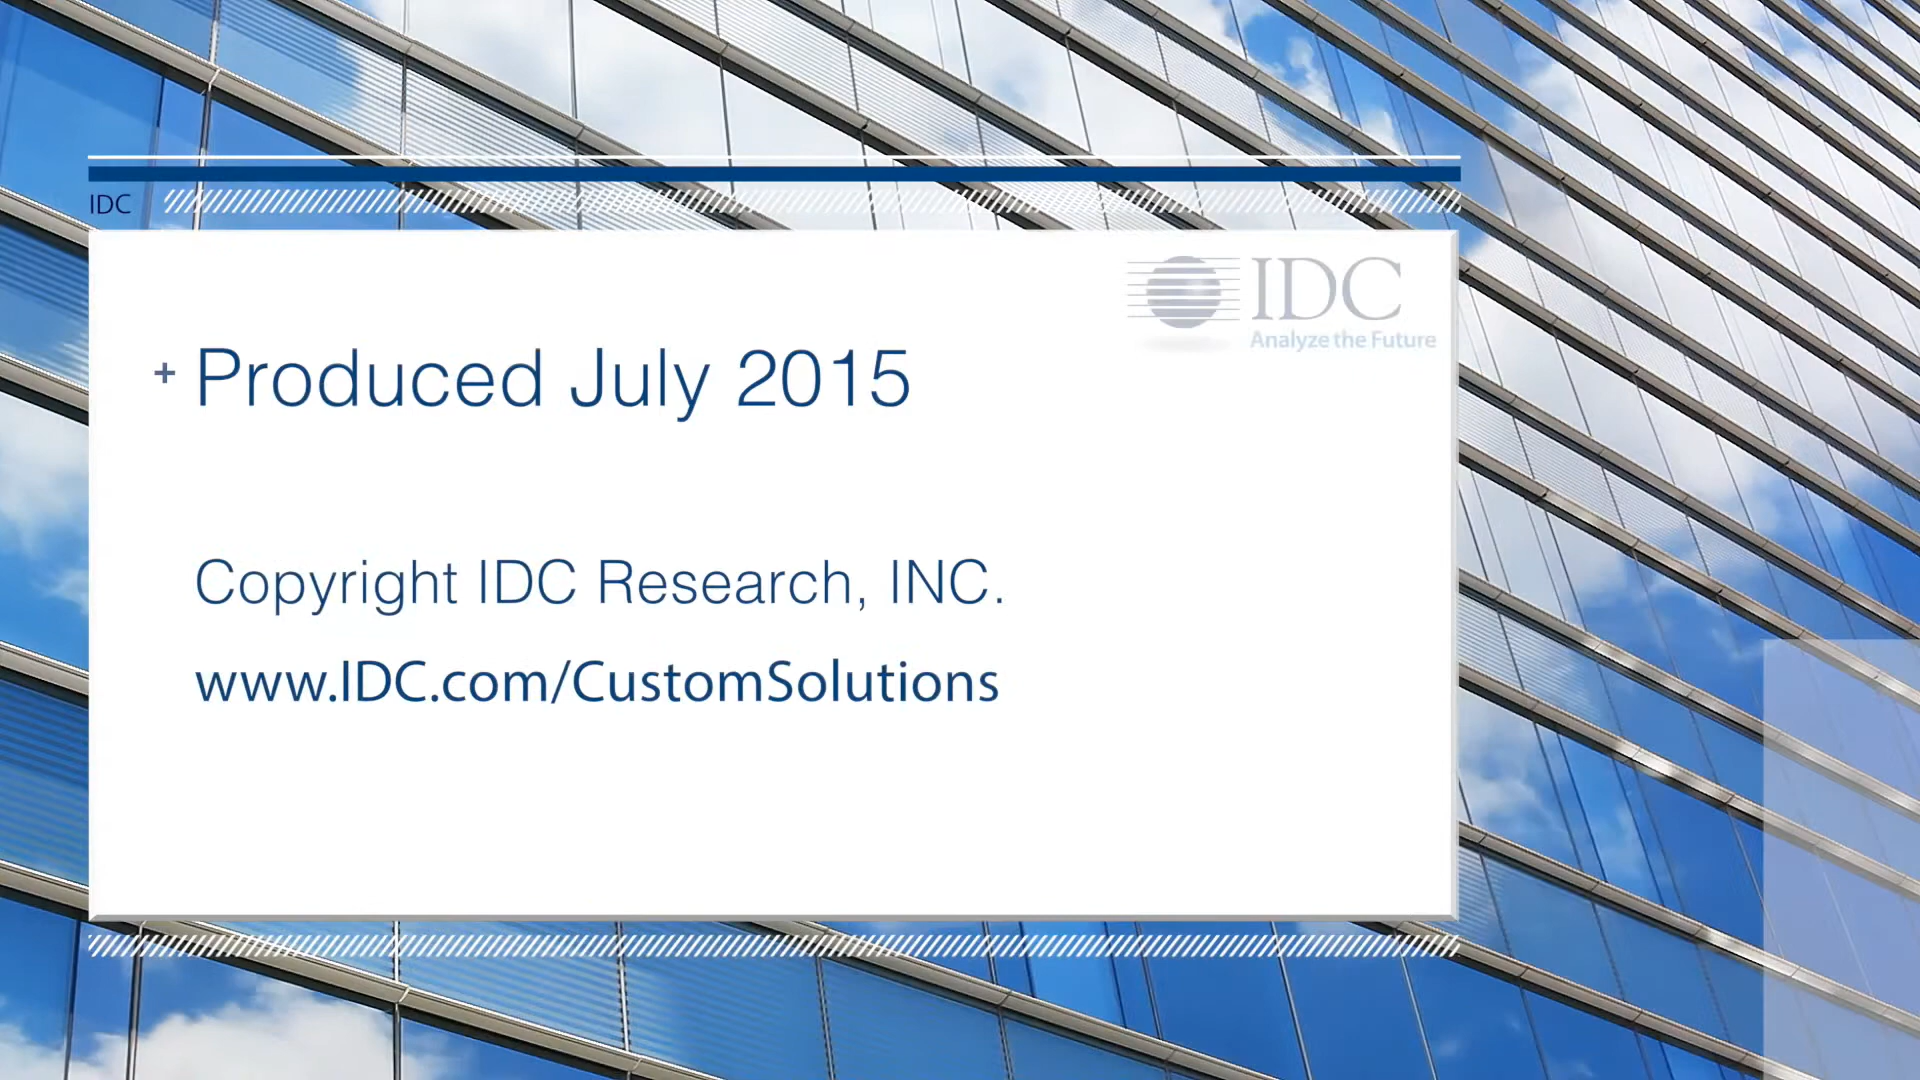 IDC
IDC
Analyze the Future
+ Produced July 2015
Copyright IDC Research, INC.
www.IDC.com/CustomSolutions